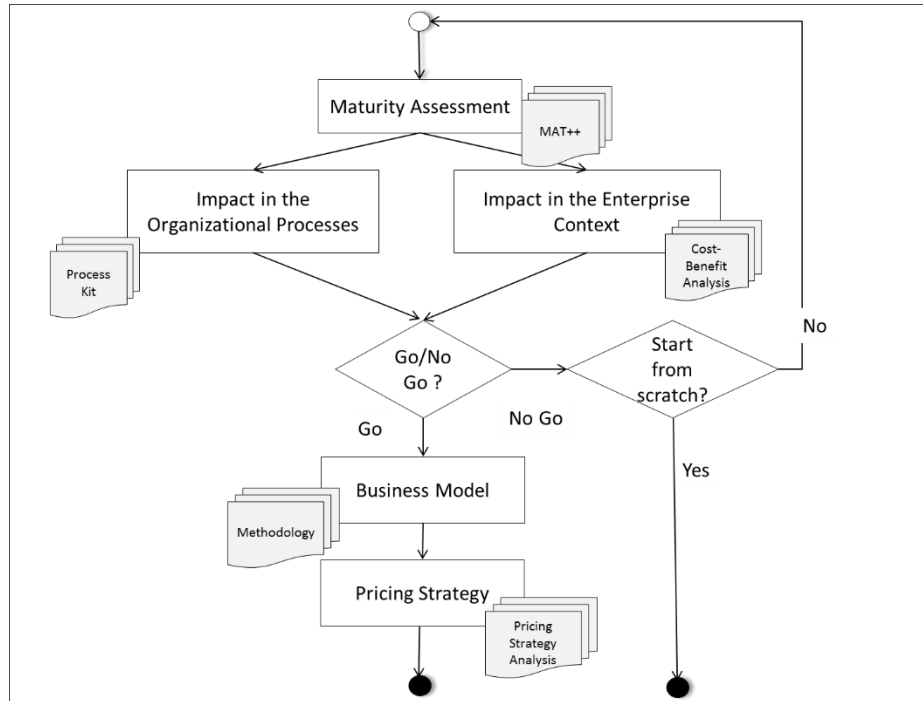 Maturity Assessment
MAT++
Impact in the
Organizational Processes
Impact in the Enterprise
Context
Process
Kit
Cost-
Benefit
Analysis
No
Go/No
Go ?
Start
from
scratch?
Go
No Go
Yes
Business Model
Methodology
Pricing Strategy
Pricing
Strategy
Analysis